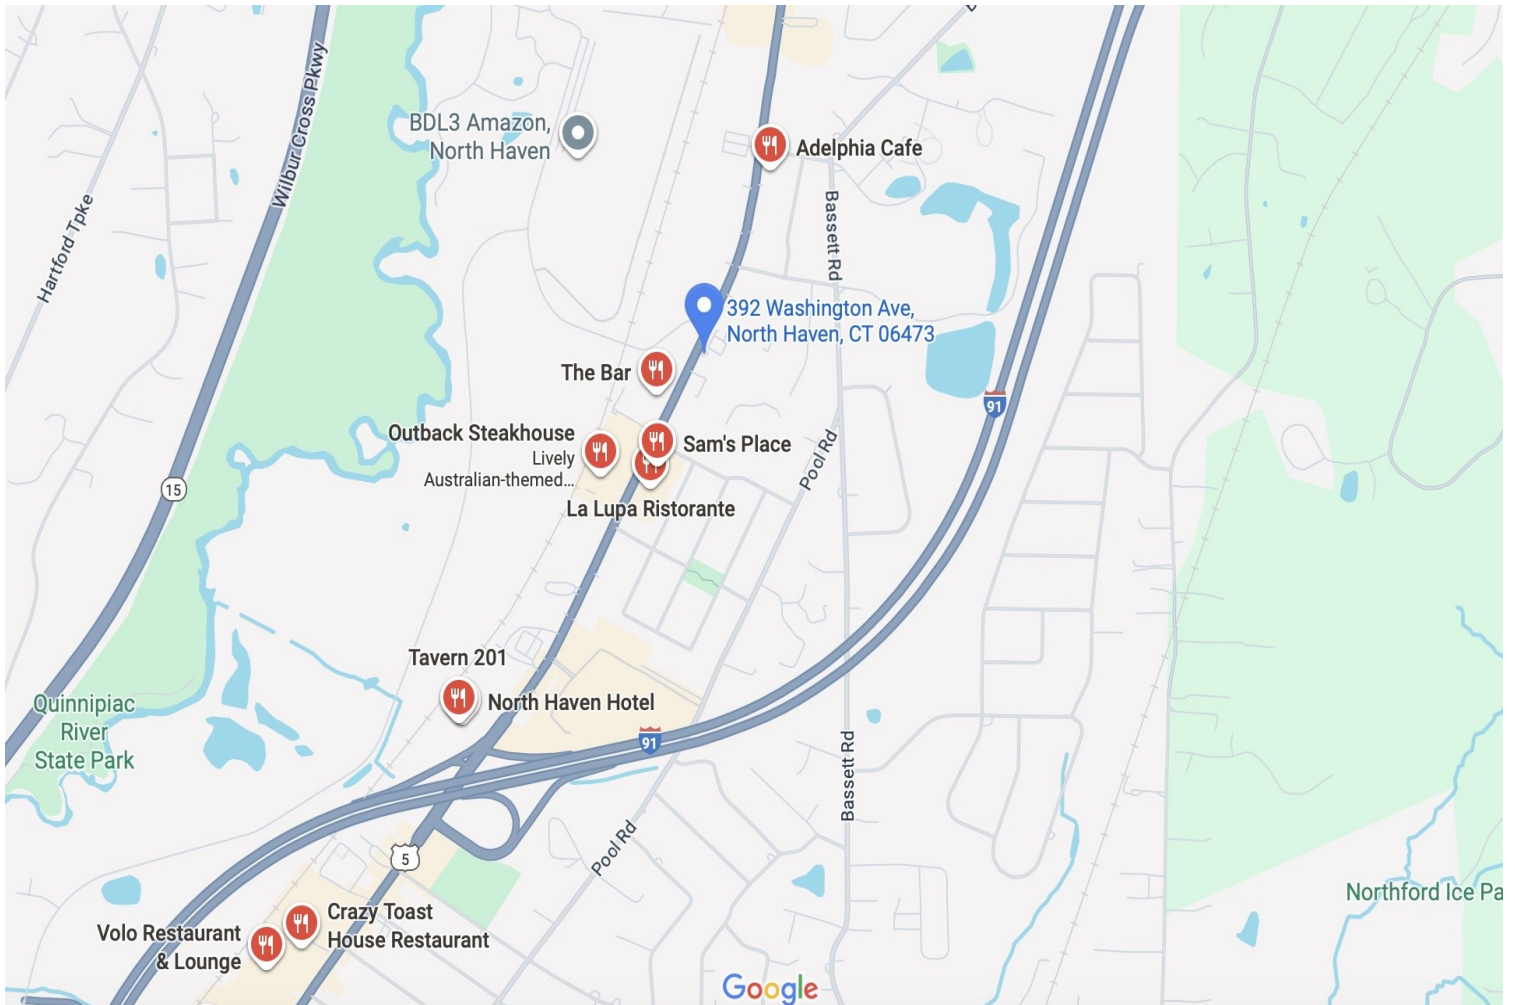 Wilbur Cross Pkwy
BDL3 Amazon,
North Haven
Adelphia Cafe
Hartford Tpke
Bassett Rd
392 Washington Ave,
North Haven, CT 06473
The Bar
91
Outback Steakhouse
Lively
Australian-themed...
Sam's Place
Pool Rd
15
La Lupa Ristorante
Tavern 201
North Haven Hotel
Quinnipiac
River
State Park
91
Bassett Rd
Pool Rd
5
Northford Ice Pa
Crazy Toast
House Restaurant
Volo Restaurant
& Lounge
Google